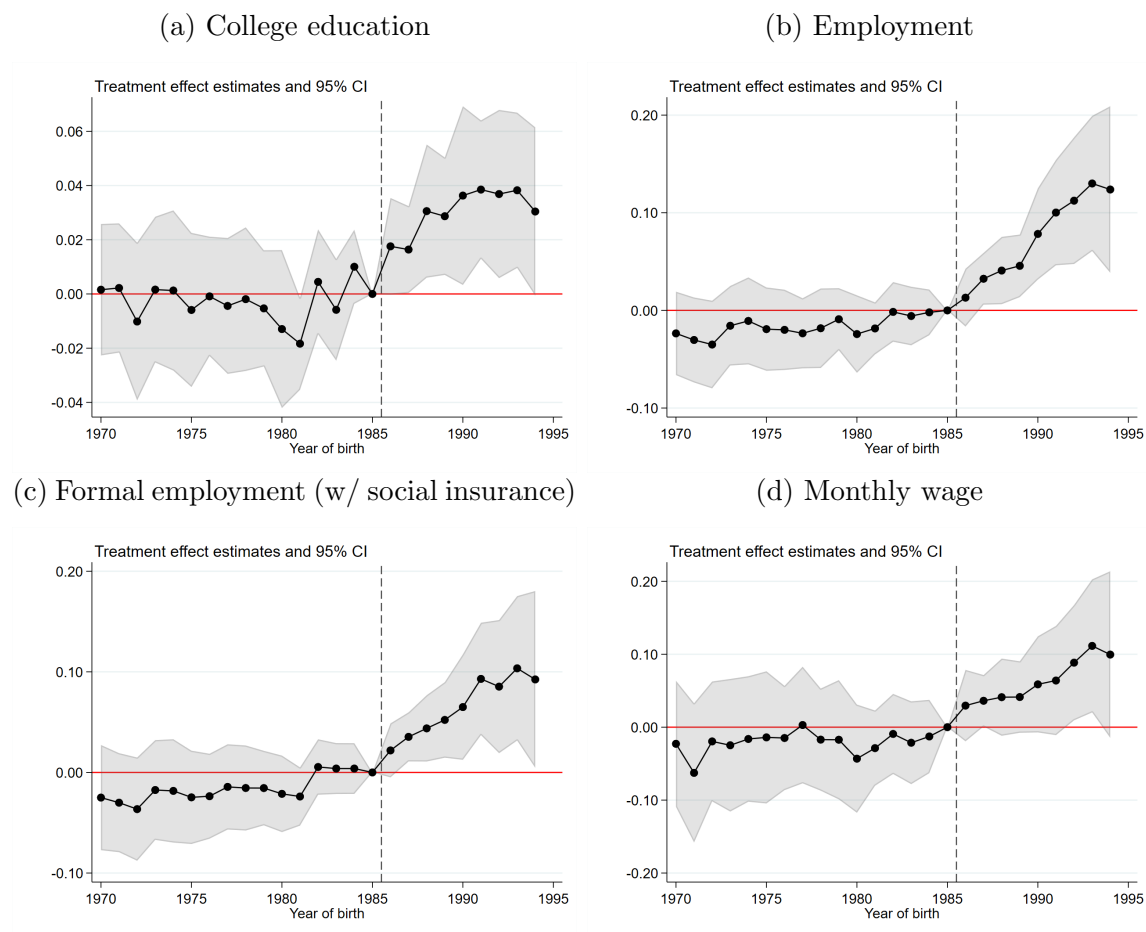 (a) College education
Treatment effect estimates and 95% CI
0.06
0.04
0.02
0.00
-0.02
-0.04
1970 1975 1980 1985 1990 1995
Year of birth
(b) Employment
Treatment effect estimates and 95% CI
0.20
0.10
0.00
-0.10
1970 1975 1980 1985 1990 1995
Year of birth
(c) Formal employment (w/ social insurance)
Treatment effect estimates and 95% CI
0.20
0.10
0.00
-0.10
1970 1975 1980 1985 1990 1995
Year of birth
(d) Monthly wage
Treatment effect estimates and 95% CI
0.20
0.10
0.00
-0.10
-0.20
1970 1975 1980 1985 1990 1995
Year of birth